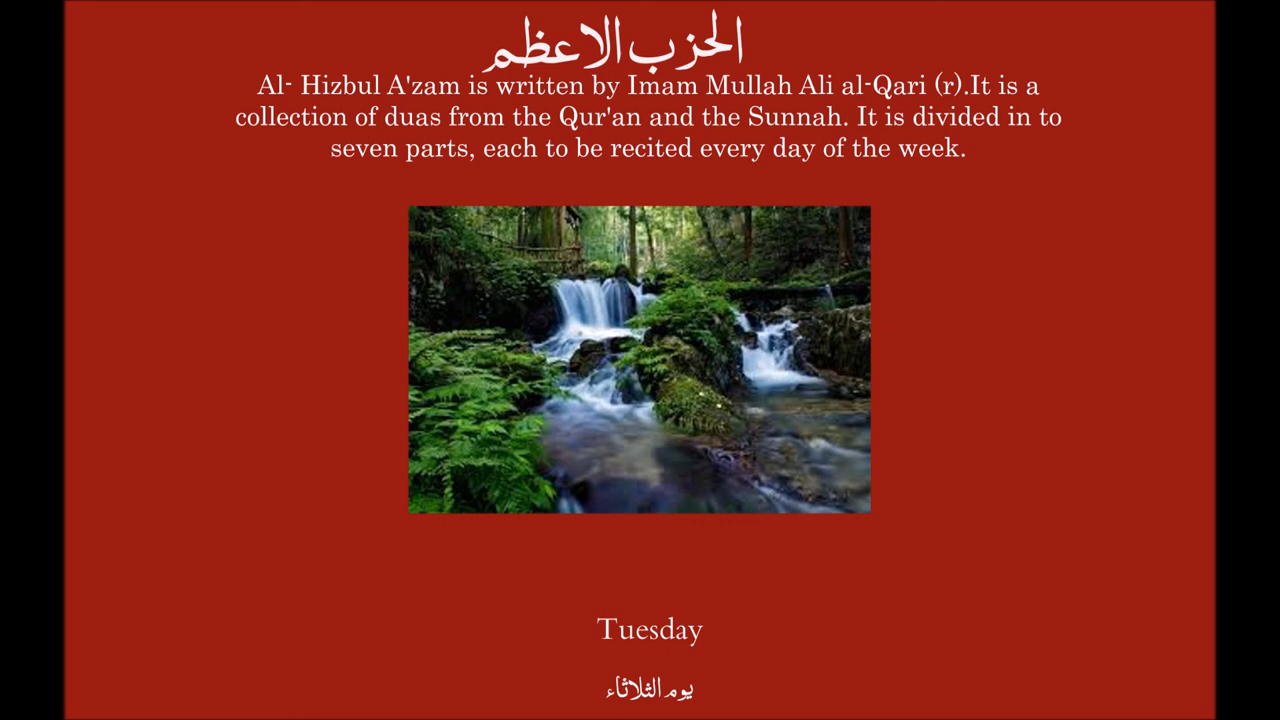 الحزب الاعظم
Al- Hizbul A'zam is written by Imam Mullah Ali al-Qari (r).It is a
collection of duas from the Qur'an and the Sunnah. It is divided in to
seven parts, each to be recited every day of the week.
Tuesday
يوم الثلاثاء